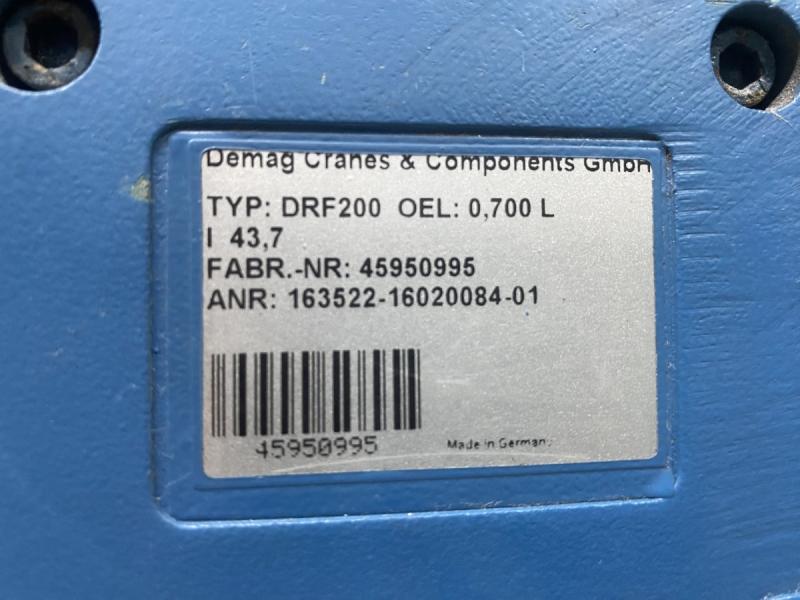 Demag Cranes & Components GmbH
TYP: DRF200 OEL: 0,700 L
I 43,7
FABR.-NR: 45950995
ANR: 163522-16020084-01
45950995
Made in Germany